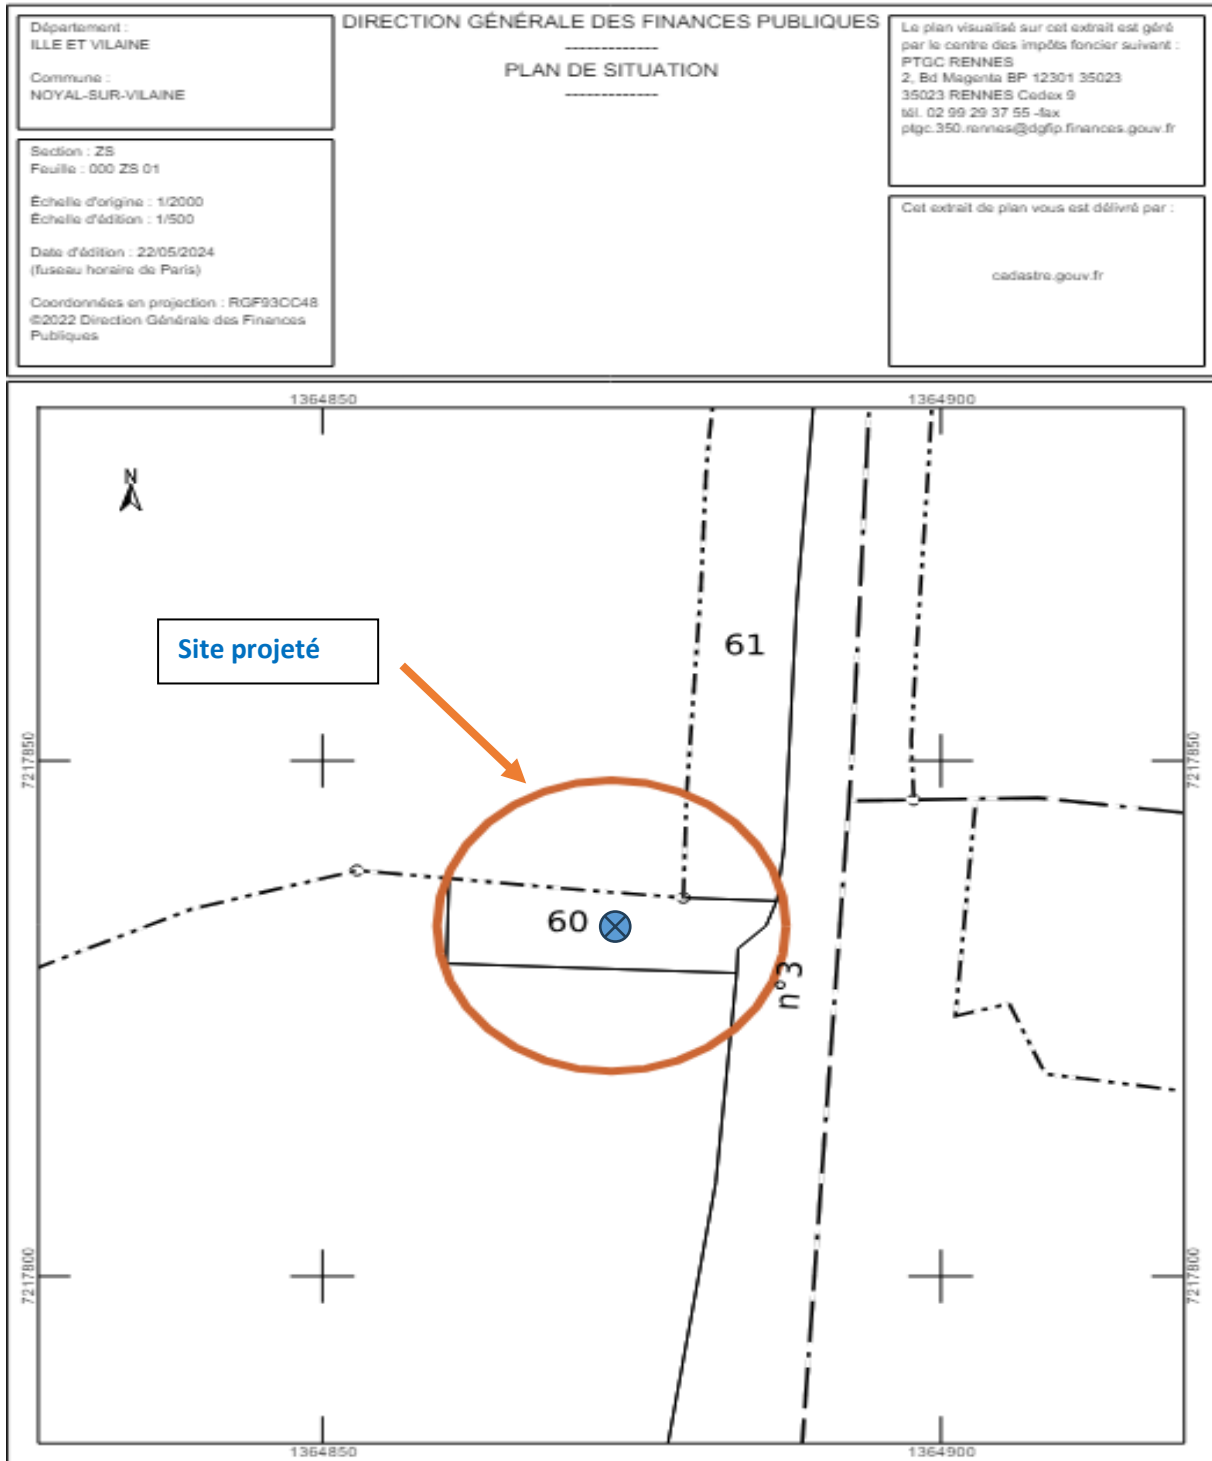 Département :
ILLE ET VILAINE
Commune :
NOYAL-SUR-VILAINE
Section : ZS
Feuille : 000 ZS 01
Échelle d'origine : 1/2000
Échelle d'édition : 1/500
Date d'édition : 22/05/2024
(fuseau horaire de Paris)
Coordonnées en projection : RGF93CC48
©2022 Direction Générale des Finances
Publiques
DIRECTION GÉNÉRALE DES FINANCES PUBLIQUES
-------------
PLAN DE SITUATION
-------------
Le plan visualisé sur cet extrait est géré
par le centre des impôts foncier suivant :
PTGC RENNES
2, Bd Magenta BP 12301 35023
35023 RENNES Cedex 9
tél. 02 99 29 37 55 -fax
ptgc.350.rennes@dgfip.finances.gouv.fr
Cet extrait de plan vous est délivré par :
cadastre.gouv.fr
1364850
1364900
N
Site projeté
61
7217850
7217850
60
n°3
7217800
7217800
1364850
1364900